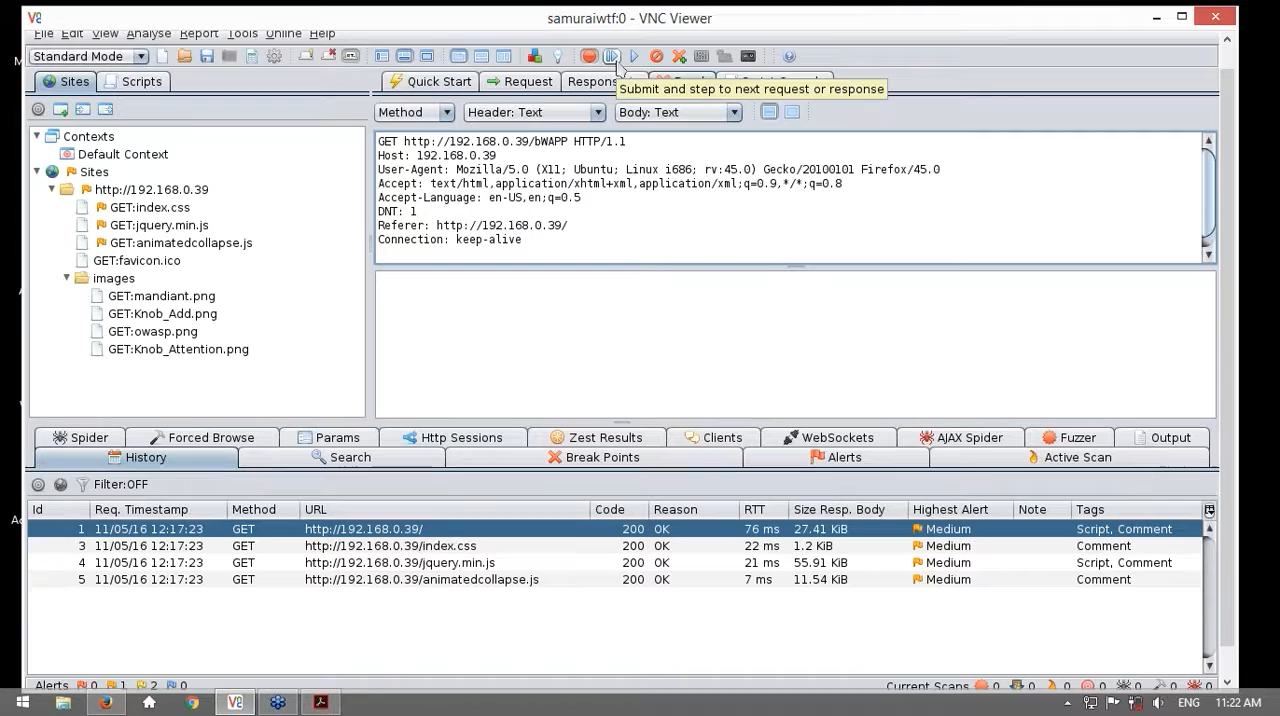 samuraiwtf:0 - VNC Viewer
File Edit View Analyse Report Tools Online Help
Standard Mode
Submit and step to next request or response
Sites Scripts
Quick Start Request
Method Header: Text Body: Text
Contexts
Default Context
Sites
http://192.168.0.39
GET:index.css
GET:jquery.min.js
GET:animatedcollapse.js
GET:favicon.ico
images
GET:mandiant.png
GET:Knob_Add.png
GET:owasp.png
GET:Knob_Attention.png
GET http://192.168.0.39/bWAPP HTTP/1.1
Host: 192.168.0.39
User-Agent: Mozilla/5.0 (X11; Ubuntu; Linux i686; rv:45.0) Gecko/20100101 Firefox/45.0
Accept: text/html,application/xhtml+xml,application/xml;q=0.9,*/*;q=0.8
Accept-Language: en-US,en;q=0.5
DNT: 1
Referer: http://192.168.0.39/
Connection: keep-alive
Spider Forced Browse Params Http Sessions Zest Results Clients WebSockets AJAX Spider Fuzzer Output
History Search Break Points Alerts Active Scan
Filter:OFF
Id Req. Timestamp Method URL Code Reason RTT Size Resp. Body Highest Alert Note Tags
1 11/05/16 12:17:23 GET http://192.168.0.39/ 200 OK 76 ms 27.41 KiB Medium Script, Comment
3 11/05/16 12:17:23 GET http://192.168.0.39/index.css 200 OK 22 ms 1.2 KiB Medium Comment
4 11/05/16 12:17:23 GET http://192.168.0.39/jquery.min.js 200 OK 21 ms 55.91 KiB Medium Script, Comment
5 11/05/16 12:17:23 GET http://192.168.0.39/animatedcollapse.js 200 OK 7 ms 11.54 KiB Medium Comment
Alerts 0 1 2 0 Current Scans 0 0 0 0 0 0 0
ENG 11:22 AM